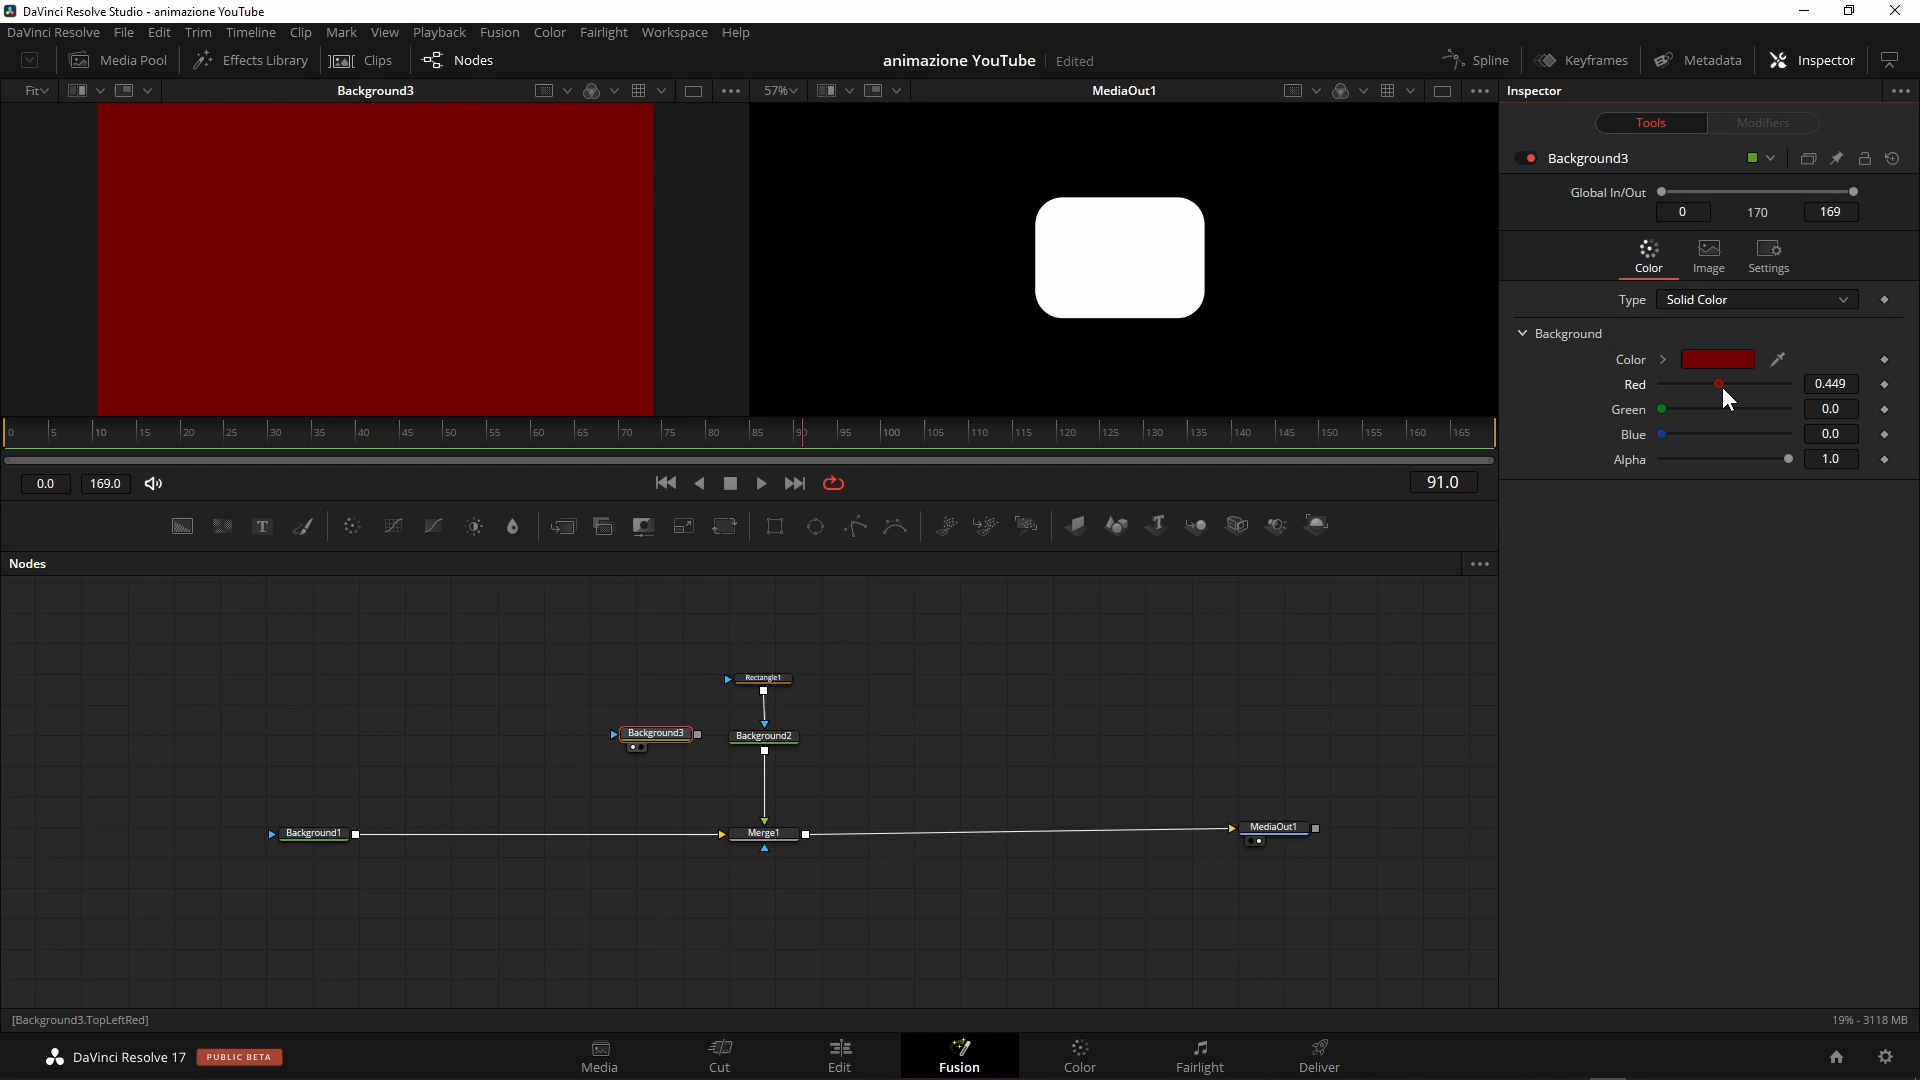 DaVinci Resolve Studio - animazione YouTube
DaVinci Resolve File Edit Trim Timeline Clip Mark View Playback Fusion Color Fairlight Workspace Help
Media Pool Effects Library Clips Nodes animazione YouTube Edited Spline Keyframes Metadata Inspector
Fit Background3 57% MediaOut1 Inspector
Tools Modifiers
Background3
Global In/Out
0 170 169
Color Image Settings
Type Solid Color
Background
Color
Red 0.449
Green 0.0
Blue 0.0
Alpha 1.0
0 5 10 15 20 25 30 35 40 45 50 55 60 65 70 75 80 85 90 95 100 105 110 115 120 125 130 135 140 145 150 155 160 165
0.0 169.0 91.0
Nodes
Rectangle1
Background3 Background2
Background1 Merge1 MediaOut1
[Background3.TopLeftRed] 19% - 3118 MB
DaVinci Resolve 17 PUBLIC BETA Media Cut Edit Fusion Color Fairlight Deliver